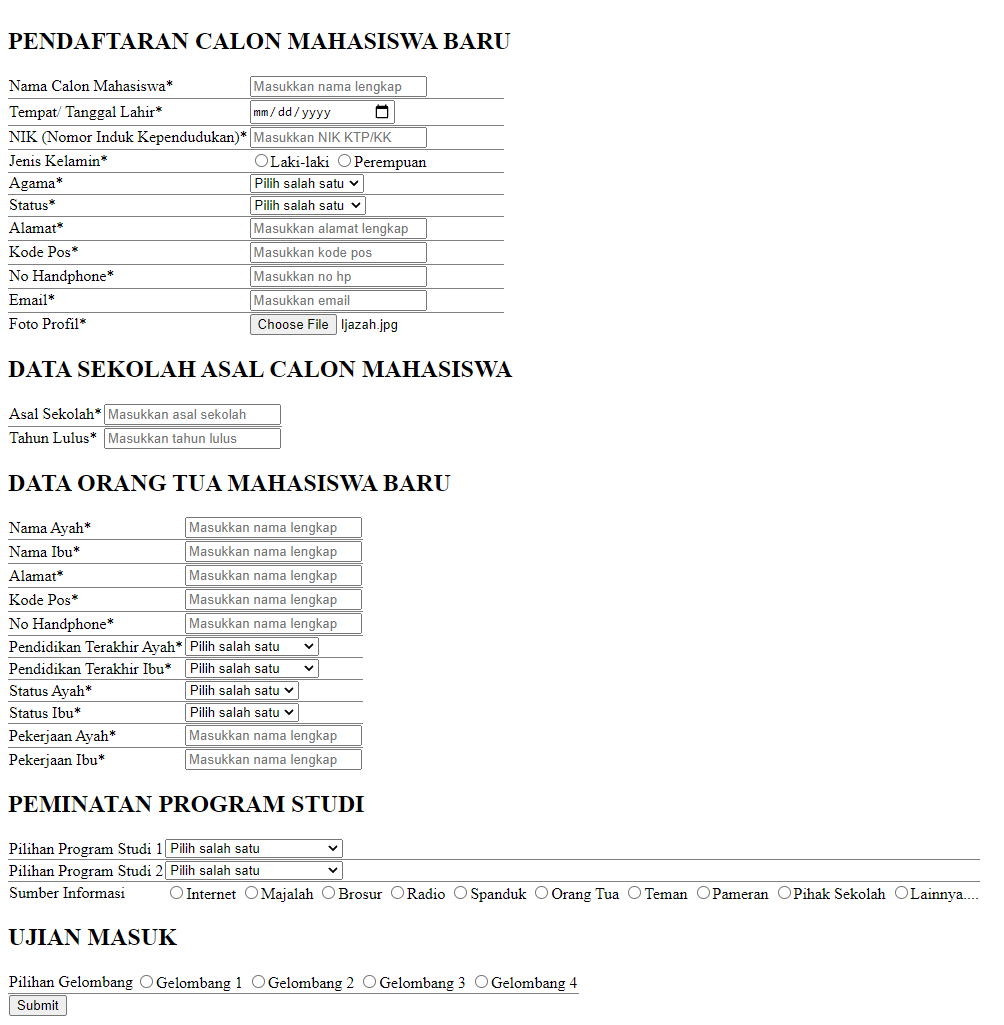 PENDAFTARAN CALON MAHASISWA BARU
Nama Calon Mahasiswa* Masukkan nama lengkap
Tempat/ Tanggal Lahir* mm/dd/yyyy
NIK (Nomor Induk Kependudukan)* Masukkan NIK KTP/KK
Jenis Kelamin* Laki-laki Perempuan
Agama* Pilih salah satu
Status* Pilih salah satu
Alamat* Masukkan alamat lengkap
Kode Pos* Masukkan kode pos
No Handphone* Masukkan no hp
Email* Masukkan email
Foto Profil* Choose File Ijazah.jpg
DATA SEKOLAH ASAL CALON MAHASISWA
Asal Sekolah* Masukkan asal sekolah
Tahun Lulus* Masukkan tahun lulus
DATA ORANG TUA MAHASISWA BARU
Nama Ayah* Masukkan nama lengkap
Nama Ibu* Masukkan nama lengkap
Alamat* Masukkan nama lengkap
Kode Pos* Masukkan nama lengkap
No Handphone* Masukkan nama lengkap
Pendidikan Terakhir Ayah* Pilih salah satu
Pendidikan Terakhir Ibu* Pilih salah satu
Status Ayah* Pilih salah satu
Status Ibu* Pilih salah satu
Pekerjaan Ayah* Masukkan nama lengkap
Pekerjaan Ibu* Masukkan nama lengkap
PEMINATAN PROGRAM STUDI
Pilihan Program Studi 1 Pilih salah satu
Pilihan Program Studi 2 Pilih salah satu
Sumber Informasi Internet Majalah Brosur Radio Spanduk Orang Tua Teman Pameran Pihak Sekolah Lainnya....
UJIAN MASUK
Pilihan Gelombang Gelombang 1 Gelombang 2 Gelombang 3 Gelombang 4
Submit